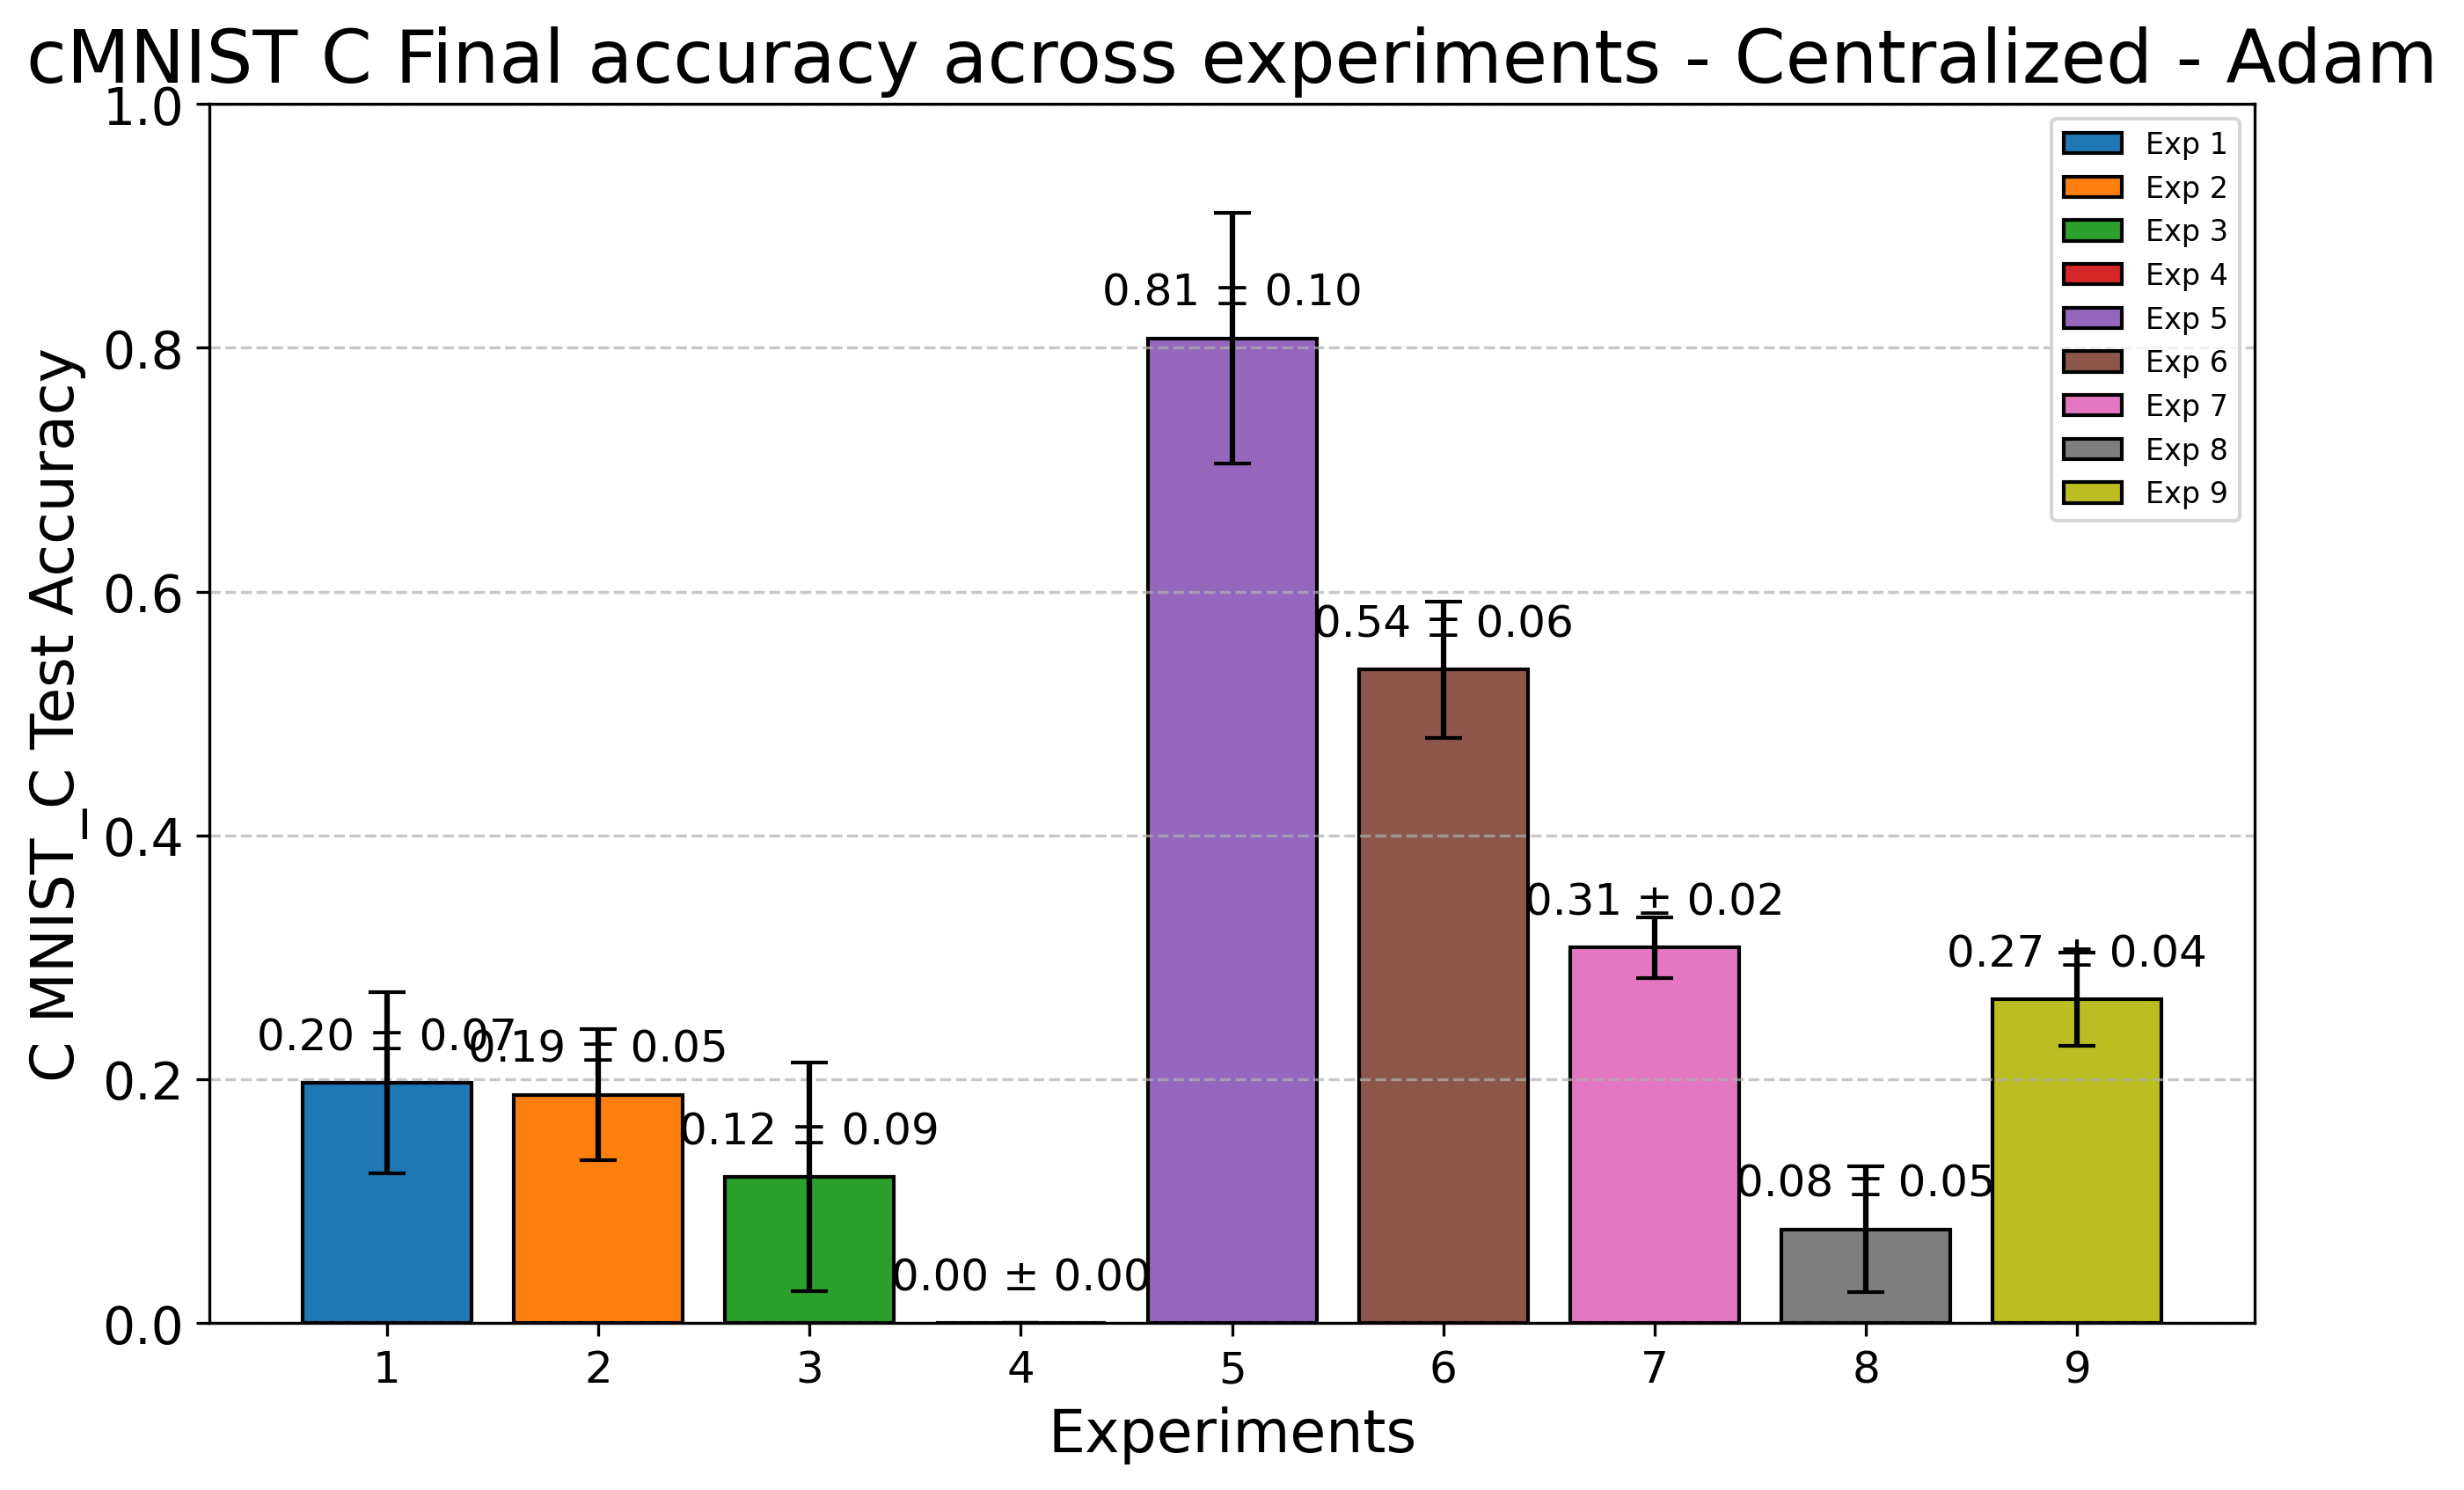 cMNIST C Final accuracy across experiments - Centralized - Adam
C MNIST_C Test Accuracy
1.0
0.8
0.6
0.4
0.2
0.0
0.20 ± 0.07
0.19 ± 0.05
0.12 ± 0.09
0.00 ± 0.00
0.81 ± 0.10
0.54 ± 0.06
0.31 ± 0.02
0.08 ± 0.05
0.27 ± 0.04
Exp 1
Exp 2
Exp 3
Exp 4
Exp 5
Exp 6
Exp 7
Exp 8
Exp 9
1 2 3 4 5 6 7 8 9
Experiments